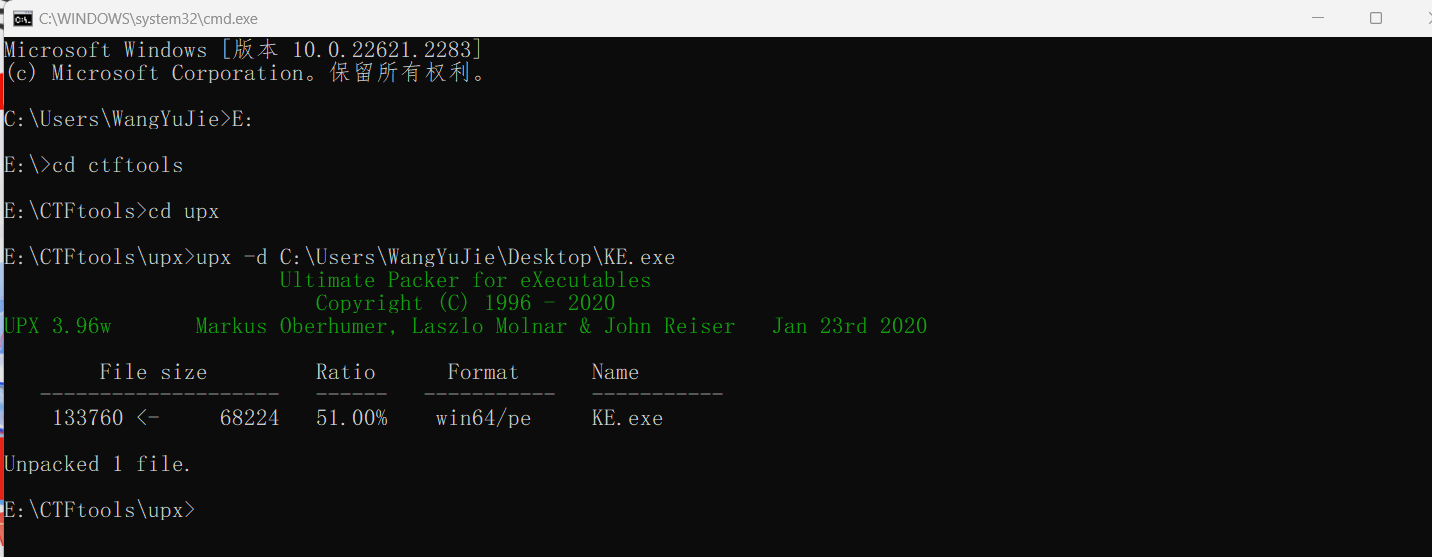 C:\WINDOWS\system32\cmd.exe
Microsoft Windows [版本 10.0.22621.2283]
(c) Microsoft Corporation。保留所有权利。
C:\Users\WangYuJie>E:
E:\>cd ctftools
E:\CTFtools>cd upx
E:\CTFtools\upx>upx -d C:\Users\WangYuJie\Desktop\KE.exe
Ultimate Packer for eXecutables
Copyright (C) 1996 - 2020
UPX 3.96w Markus Oberhumer, Laszlo Molnar & John Reiser Jan 23rd 2020
File size Ratio Format Name
-------------------- ------ ----------- -----------
133760 <- 68224 51.00% win64/pe KE.exe
Unpacked 1 file.
E:\CTFtools\upx>